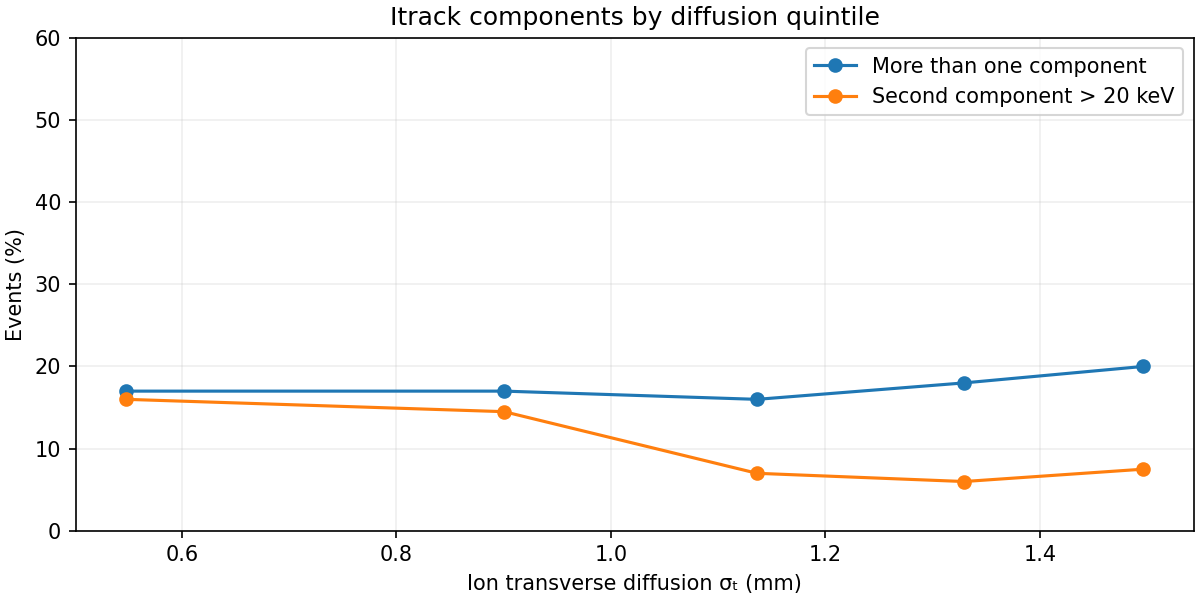 Itrack components by diffusion quintile
More than one component
Second component > 20 keV
Events (%)
60
50
40
30
20
10
0
0.6 0.8 1.0 1.2 1.4
Ion transverse diffusion σₜ (mm)